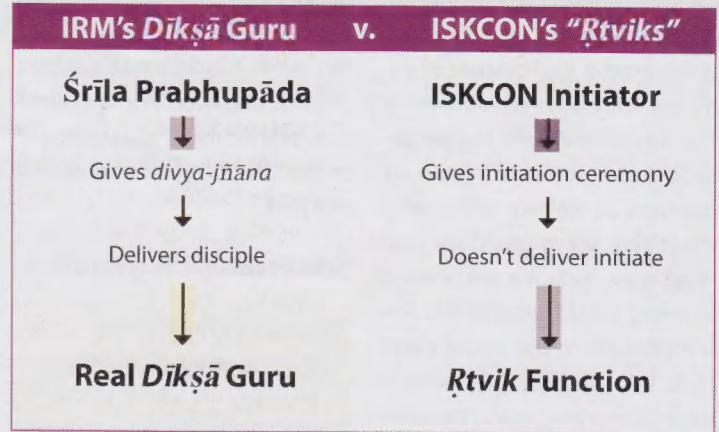 IRM's Dīkṣā Guru v. ISKCON's "Ṛtviks"
Śrīla Prabhupāda
Gives divya-jñāna
Delivers disciple
Real Dīkṣā Guru
ISKCON Initiator
Gives initiation ceremony
Doesn't deliver initiate
Ṛtvik Function